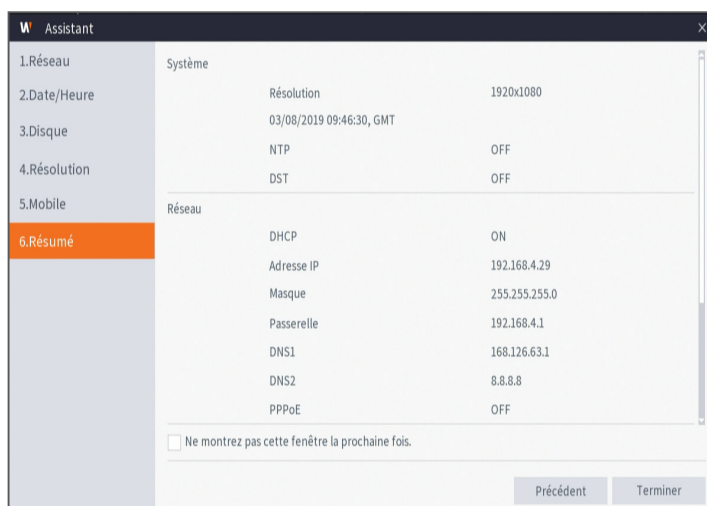 W Assistant X
1.Réseau
2.Date/Heure
3.Disque
4.Résolution
5.Mobile
6.Résumé
Système
Résolution 1920x1080
03/08/2019 09:46:30, GMT
NTP OFF
DST OFF
Réseau
DHCP ON
Adresse IP 192.168.4.29
Masque 255.255.255.0
Passerelle 192.168.4.1
DNS1 168.126.63.1
DNS2 8.8.8.8
PPPoE OFF
Ne montrez pas cette fenêtre la prochaine fois.
Précédent Terminer